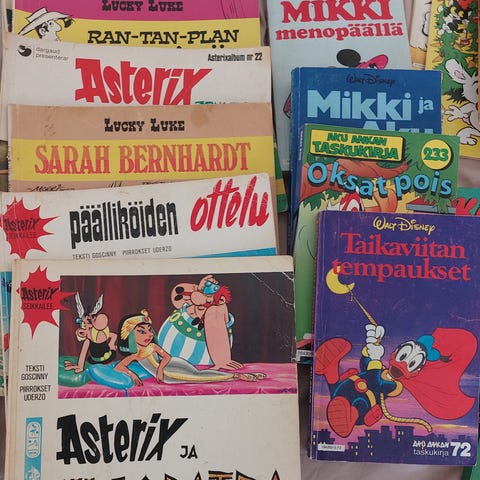 LUCKY LUKE
RAN-TAN-PLAN
dargaud
presenterar
Asterixalbum nr 22
Asterix
LUCKY LUKE
SARAH BERNHARDT
Asterix
SEIKKAILEE
päälliköiden ottelu
TEKSTI GOSCINNY PIIRROKSET UDERZO
Asterix
SEIKKAILEE
TEKSTI
GOSCINNY
PIIRROKSET
UDERZO
Asterix JA
MIKKI
menopäällä
WALT DISNEY
Mikki ja
Aku
AKU ANKAN
TASKUKIRJA
233
Oksat pois
WALT DISNEY
Taikaviitan
tempaukset
AKU ANKAN
taskukirja 72